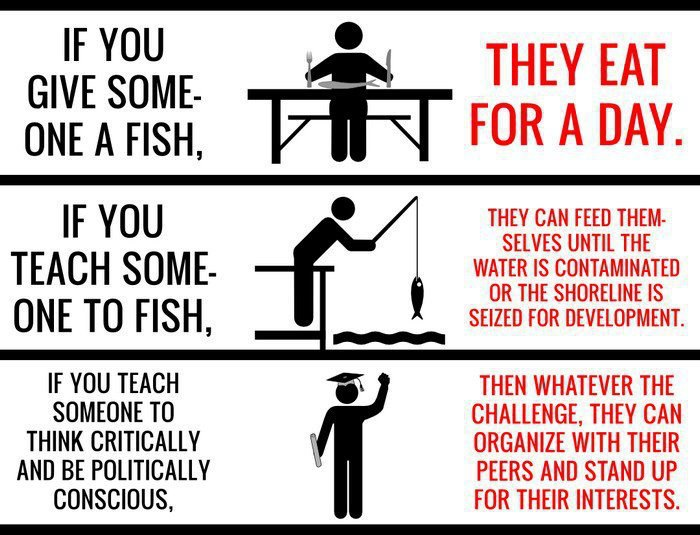 IF YOU
GIVE SOME-
ONE A FISH,
THEY EAT
FOR A DAY.
IF YOU
TEACH SOME-
ONE TO FISH,
THEY CAN FEED THEM-
SELVES UNTIL THE
WATER IS CONTAMINATED
OR THE SHORELINE IS
SEIZED FOR DEVELOPMENT.
IF YOU TEACH
SOMEONE TO
THINK CRITICALLY
AND BE POLITICALLY
CONSCIOUS,
THEN WHATEVER THE
CHALLENGE, THEY CAN
ORGANIZE WITH THEIR
PEERS AND STAND UP
FOR THEIR INTERESTS.